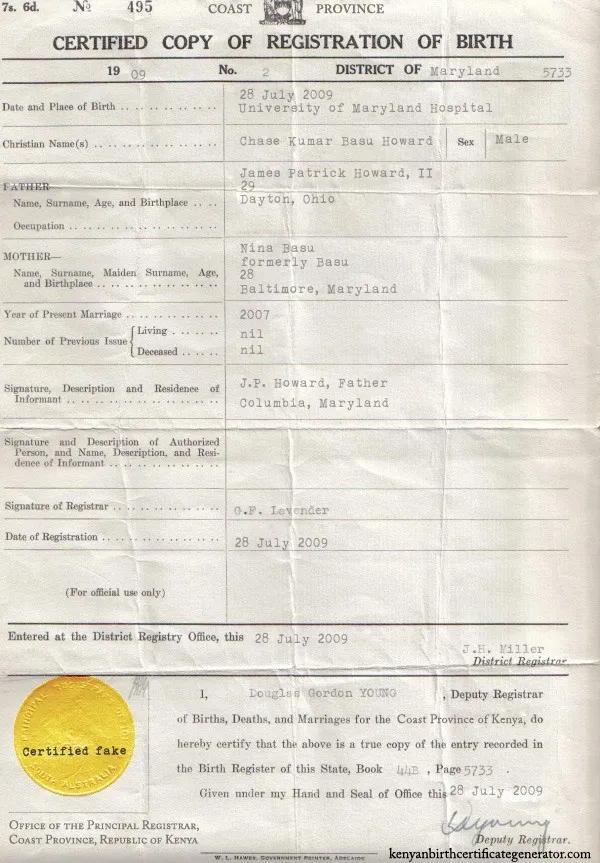 7s. 6d. № 495 COAST PROVINCE
CERTIFIED COPY OF REGISTRATION OF BIRTH
19 09 No. 2 DISTRICT OF Maryland 5733
Date and Place of Birth 28 July 2009
University of Maryland Hospital
Christian Name(s) Chase Kumar Basu Howard Sex Male
James Patrick Howard, II
FATHER— 29
Name, Surname, Age, and Birthplace Dayton, Ohio
Occupation
Nina Basu
MOTHER— formerly Basu
Name, Surname, Maiden Surname, Age, 28
and Birthplace Baltimore, Maryland
Year of Present Marriage 2007
Number of Previous Issue { Living nil
Deceased nil
Signature, Description and Residence of J.P. Howard, Father
Informant Columbia, Maryland
Signature and Description of Authorized
Person, and Name, Description, and Resi-
dence of Informant
Signature of Registrar G.F. Lavender
Date of Registration 28 July 2009
(For official use only)
Entered at the District Registry Office, this 28 July 2009
J.H. Miller
District Registrar
I, Douglas Gordon YOUNG, Deputy Registrar
of Births, Deaths, and Marriages for the Coast Province of Kenya, do
hereby certify that the above is a true copy of the entry recorded in
the Birth Register of this State, Book 44B, Page 5733.
Given under my Hand and Seal of Office this 28 July 2009
Certified fake
SOUTH AUSTRALIA
OFFICE OF THE PRINCIPAL REGISTRAR,
COAST PROVINCE, REPUBLIC OF KENYA
Deputy Registrar.
W. L. HAWES, GOVERNMENT PRINTER, ADELAIDE
kenyanbirthcertificategenerator.com